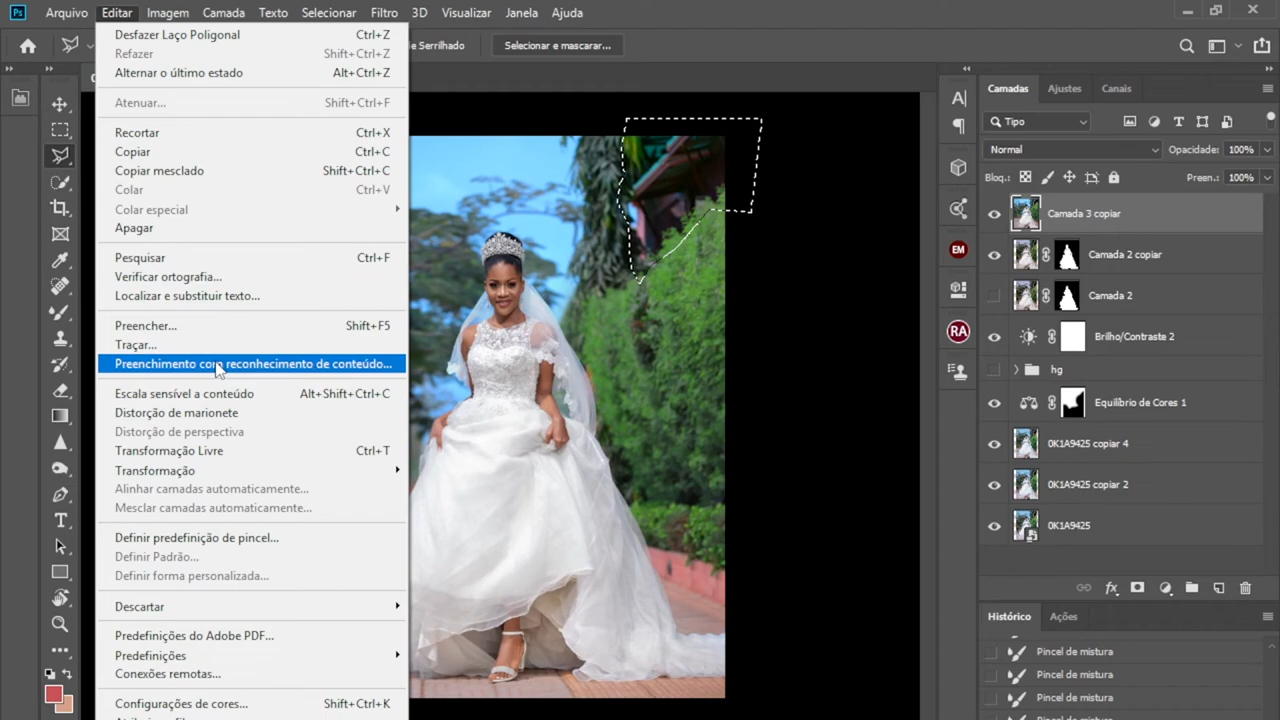 Ps Arquivo Editar Imagem Camada Texto Selecionar Filtro 3D Visualizar Janela Ajuda
e Serrilhado Selecionar e mascarar...
Desfazer Laço Poligonal Ctrl+Z
Refazer Shift+Ctrl+Z
Alternar o último estado Alt+Ctrl+Z
Atenuar... Shift+Ctrl+F
Recortar Ctrl+X
Copiar Ctrl+C
Copiar mesclado Shift+Ctrl+C
Colar Ctrl+V
Colar especial
Apagar
Pesquisar Ctrl+F
Verificar ortografia...
Localizar e substituir texto...
Preencher... Shift+F5
Traçar...
Preenchimento com reconhecimento de conteúdo...
Escala sensível a conteúdo Alt+Shift+Ctrl+C
Distorção de marionete
Distorção de perspectiva
Transformação Livre Ctrl+T
Transformação
Alinhar camadas automaticamente...
Mesclar camadas automaticamente...
Definir predefinição de pincel...
Definir Padrão...
Definir forma personalizada...
Descartar
Predefinições do Adobe PDF...
Predefinições
Conexões remotas...
Configurações de cores... Shift+Ctrl+K
EM
RA
Camadas Ajustes Canais
Tipo
Normal Opacidade: 100%
Bloq.: Preen.: 100%
Camada 3 copiar
Camada 2 copiar
Camada 2
Brilho/Contraste 2
hg
Equilíbrio de Cores 1
0K1A9425 copiar 4
0K1A9425 copiar 2
0K1A9425
fx
Histórico Ações
Pincel de mistura
Pincel de mistura
Pincel de mistura